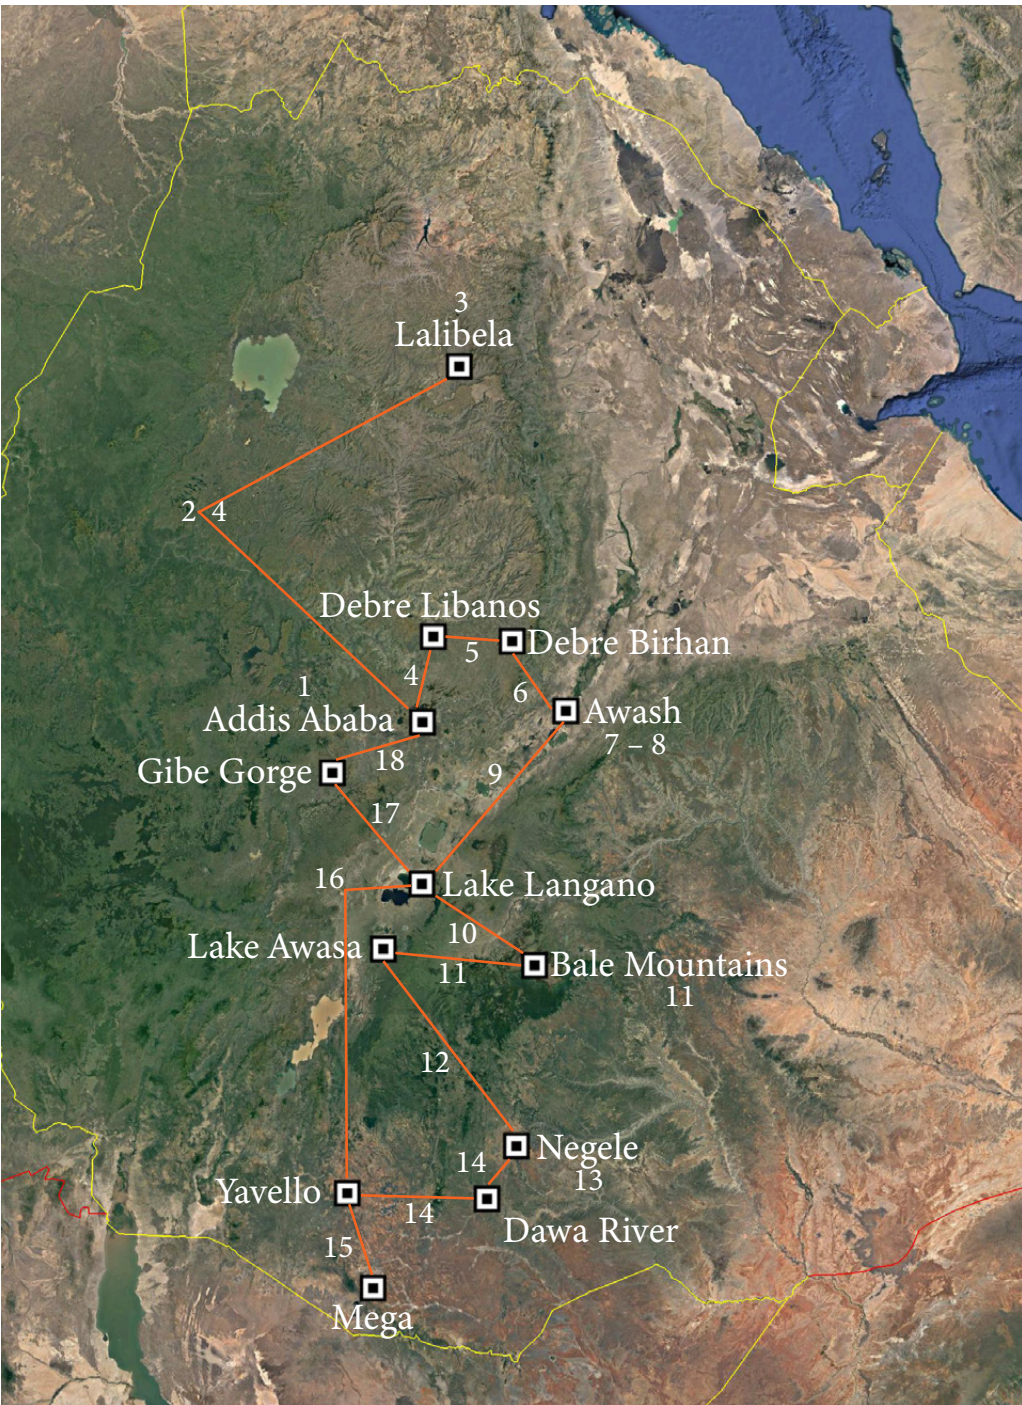 3
Lalibela
2 4
Debre Libanos
Debre Birhan
5
4
6
1
Addis Ababa
Awash
7 – 8
18
Gibe Gorge
9
17
16
Lake Langano
10
Lake Awasa
11
Bale Mountains
11
12
Negele
14
13
Yavello
14
Dawa River
15
Mega